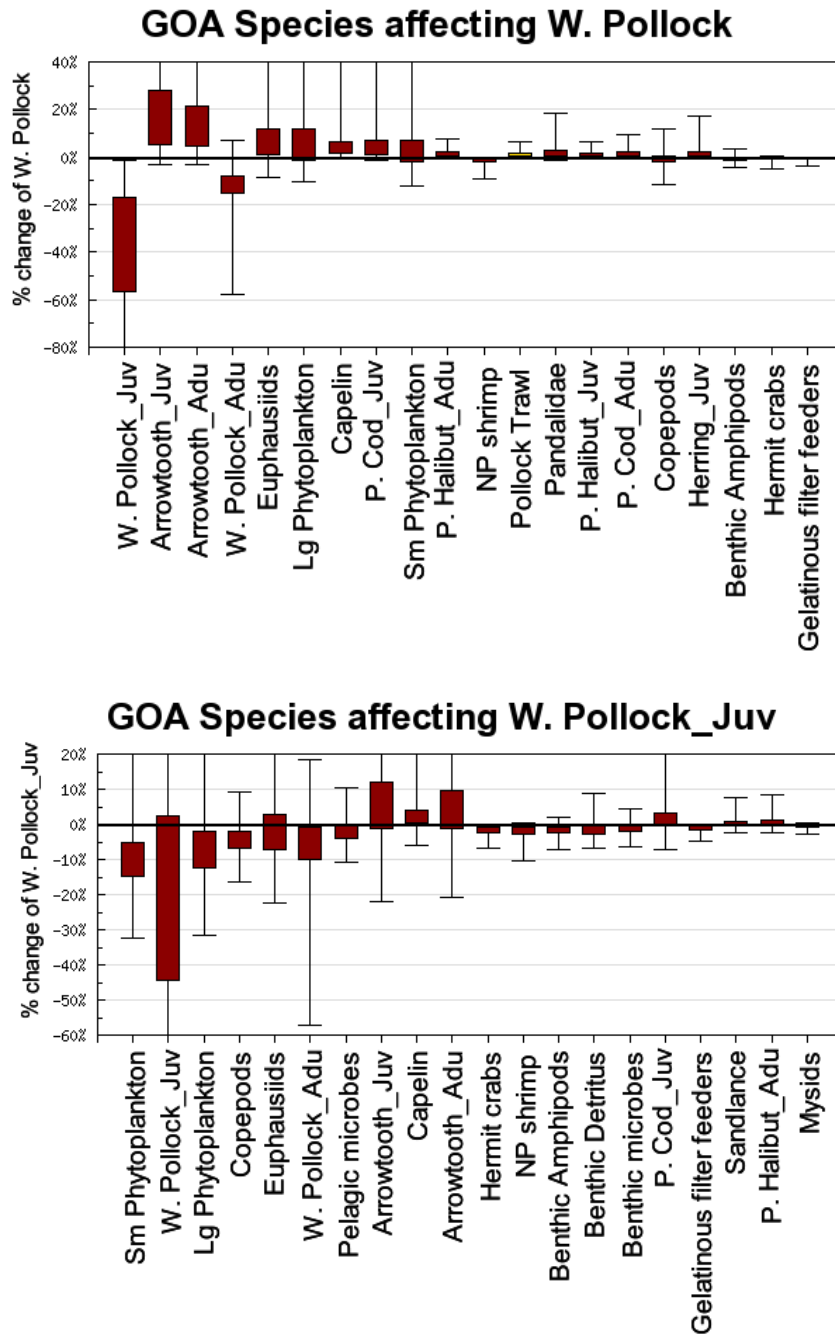 GOA Species affecting W. Pollock
% change of W. Pollock
40%
20%
0%
-20%
-40%
-60%
-80%
W. Pollock_Juv
Arrowtooth_Juv
Arrowtooth_Adu
W. Pollock_Adu
Euphausiids
Lg Phytoplankton
Capelin
P. Cod_Juv
Sm Phytoplankton
P. Halibut_Adu
NP shrimp
Pollock Trawl
Pandalidae
P. Halibut_Juv
P. Cod_Adu
Copepods
Herring_Juv
Benthic Amphipods
Hermit crabs
Gelatinous filter feeders
GOA Species affecting W. Pollock_Juv
% change of W. Pollock_Juv
20%
10%
0%
-10%
-20%
-30%
-40%
-50%
-60%
Sm Phytoplankton
W. Pollock_Juv
Lg Phytoplankton
Copepods
Euphausiids
W. Pollock_Adu
Pelagic microbes
Arrowtooth_Juv
Capelin
Arrowtooth_Adu
Hermit crabs
NP shrimp
Benthic Amphipods
Benthic Detritus
Benthic microbes
P. Cod_Juv
Gelatinous filter feeders
Sandlance
P. Halibut_Adu
Mysids